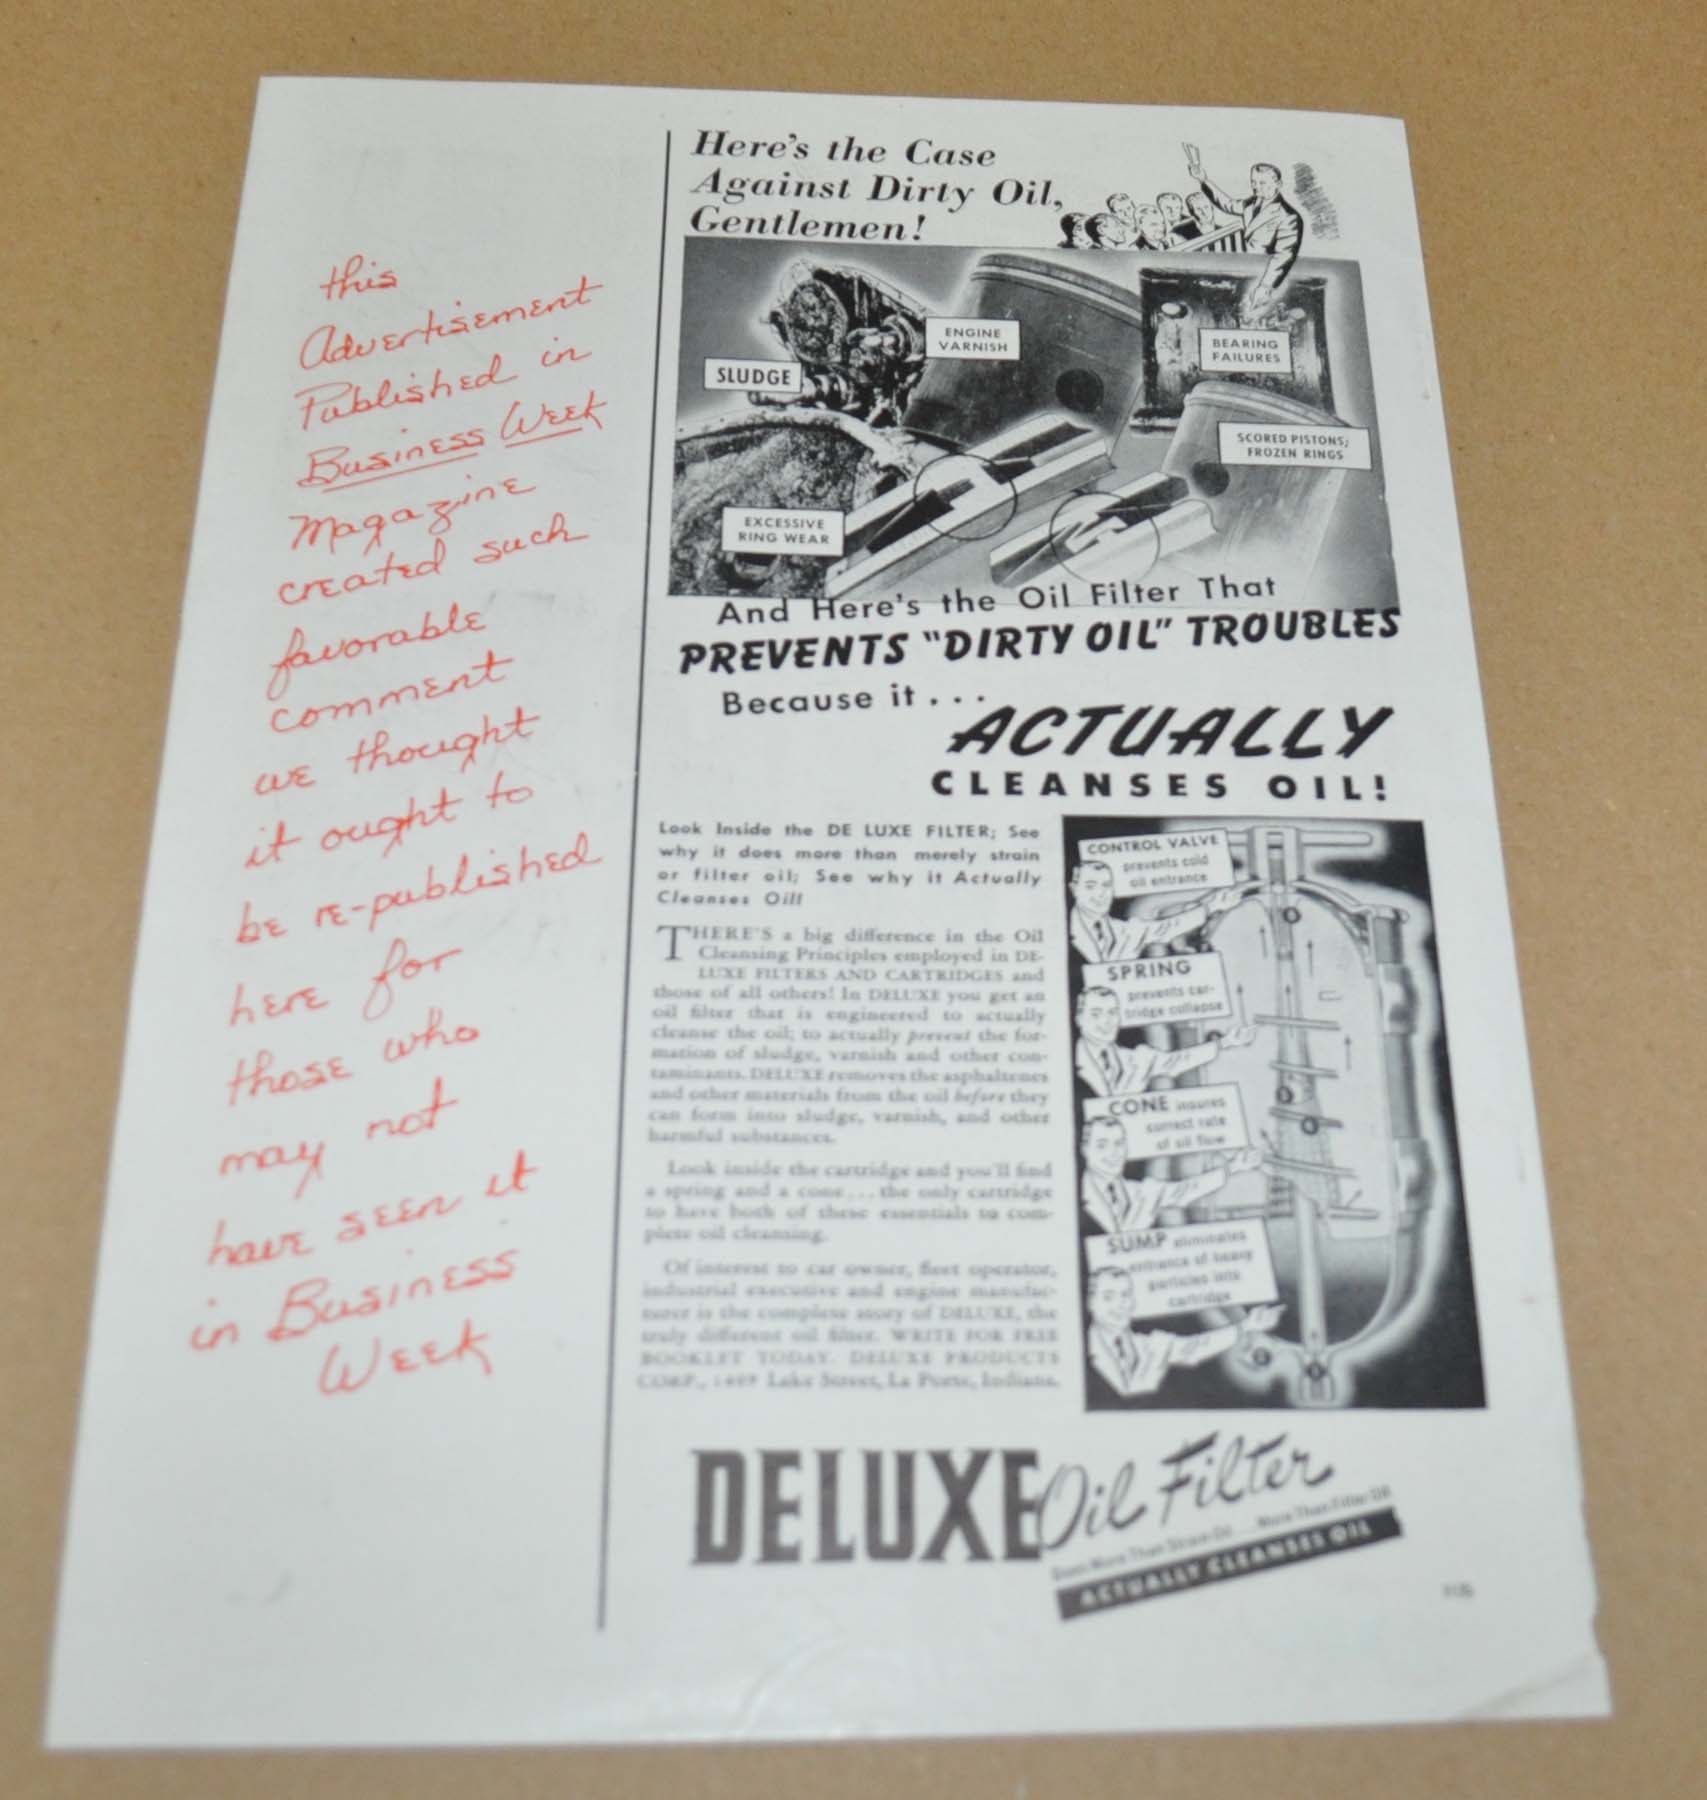 this
Advertisement
Published in
Business Week
Magazine
created such
favorable
comment
we thought
it ought to
be re-published
here for
those who
may not
have seen it
in Business
Week
Here's the Case
Against Dirty Oil,
Gentlemen!
SLUDGE
ENGINE
VARNISH
BEARING
FAILURES
SCORED PISTONS;
FROZEN RINGS
EXCESSIVE
RING WEAR
And Here's the Oil Filter That
PREVENTS "DIRTY OIL" TROUBLES
Because it . . .
ACTUALLY
CLEANSES OIL!
Look Inside the DE LUXE FILTER; See
why it does more than merely strain
or filter oil; See why it Actually
Cleanses Oil!
THERE'S a big difference in the Oil
Cleansing Principles employed in DE-
LUXE FILTERS AND CARTRIDGES and
those of all others! In DELUXE you get an
oil filter that is engineered to actually
cleanse the oil; to actually prevent the for-
mation of sludge, varnish and other con-
taminants. DELUXE removes the asphaltenes
and other materials from the oil before they
can form into sludge, varnish, and other
harmful substances.
Look inside the cartridge and you'll find
a spring and a cone . . . the only cartridge
to have both of these essentials to com-
plete oil cleansing.
Of interest to car owner, fleet operator,
industrial executive and engine manufac-
turer is the complete story of DELUXE, the
truly different oil filter. WRITE FOR FREE
BOOKLET TODAY. DELUXE PRODUCTS
CORP., Lake Street, La Porte, Indiana.
CONTROL VALVE
prevents cold
oil entrance
SPRING
prevents car-
tridge collapse
CONE insures
correct rate
of oil flow
SUMP eliminates
entrance of heavy
particles into
cartridge
DELUXE Oil Filter
Does More Than Strain Oil . . . More Than Filter Oil
ACTUALLY CLEANSES OIL